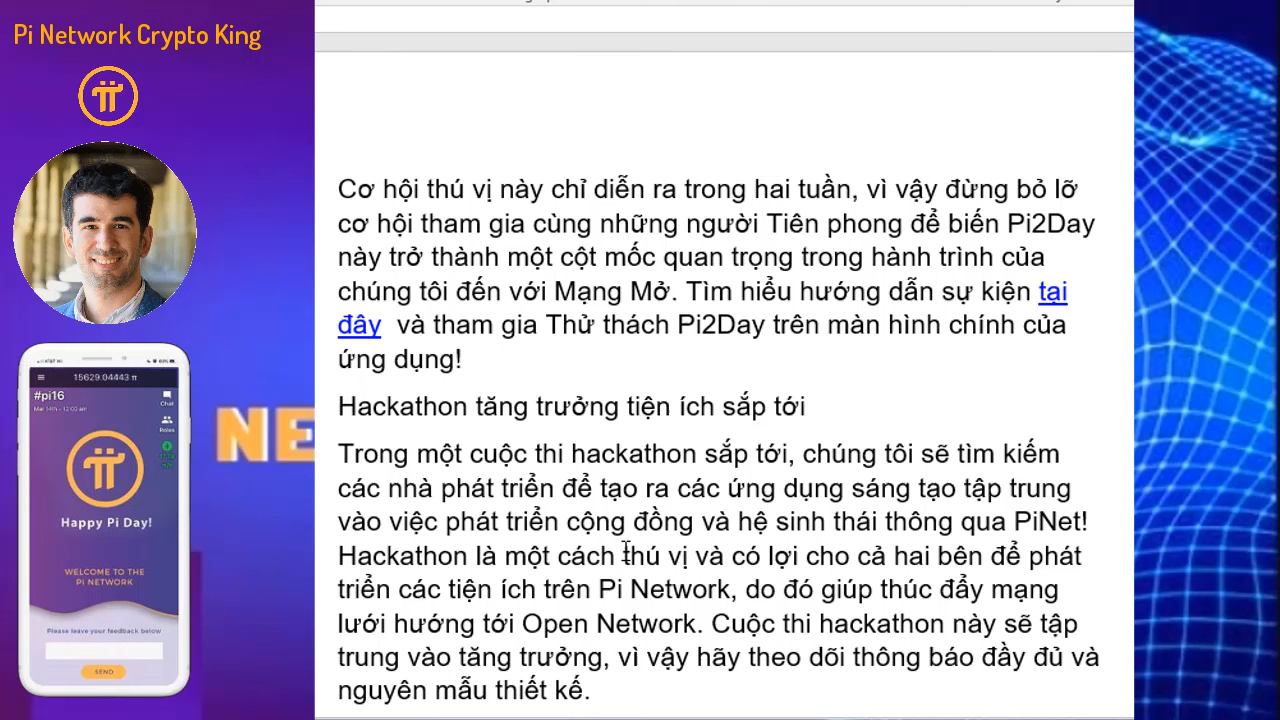 Pi Network Crypto King
15629.04443 π
#pi16
Mar 14th - 12:00 am
Chat
Roles
Happy Pi Day!
WELCOME TO THE
PI NETWORK
Please leave your feedback below
SEND
NE
Cơ hội thú vị này chỉ diễn ra trong hai tuần, vì vậy đừng bỏ lỡ
cơ hội tham gia cùng những người Tiên phong để biến Pi2Day
này trở thành một cột mốc quan trọng trong hành trình của
chúng tôi đến với Mạng Mở. Tìm hiểu hướng dẫn sự kiện tại
đây và tham gia Thử thách Pi2Day trên màn hình chính của
ứng dụng!
Hackathon tăng trưởng tiện ích sắp tới
Trong một cuộc thi hackathon sắp tới, chúng tôi sẽ tìm kiếm
các nhà phát triển để tạo ra các ứng dụng sáng tạo tập trung
vào việc phát triển cộng đồng và hệ sinh thái thông qua PiNet!
Hackathon là một cách thú vị và có lợi cho cả hai bên để phát
triển các tiện ích trên Pi Network, do đó giúp thúc đẩy mạng
lưới hướng tới Open Network. Cuộc thi hackathon này sẽ tập
trung vào tăng trưởng, vì vậy hãy theo dõi thông báo đầy đủ và
nguyên mẫu thiết kế.